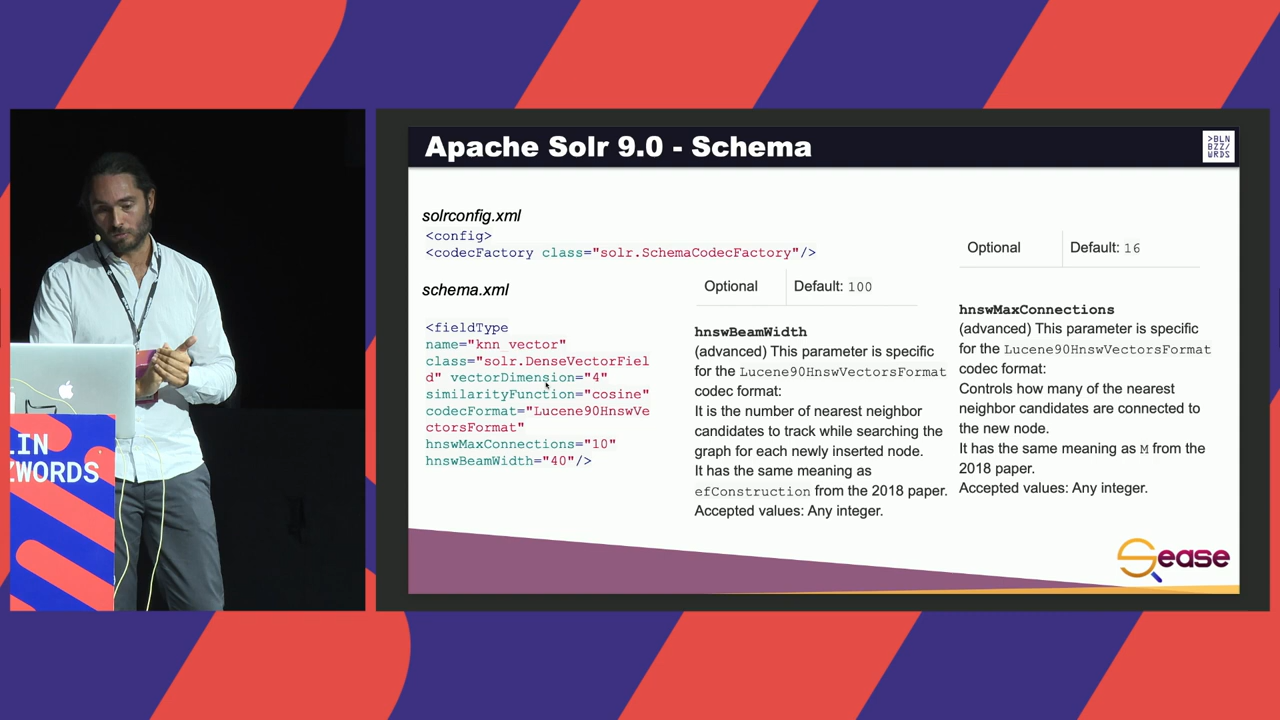 Apache Solr 9.0 - Schema
>BLN
BZZ/
WRDS
solrconfig.xml
<config>
<codecFactory class="solr.SchemaCodecFactory"/>
schema.xml
<fieldType
name="knn vector"
class="solr.DenseVectorFiel
d" vectorDimension="4"
similarityFunction="cosine"
codecFormat="Lucene90HnswVe
ctorsFormat"
hnswMaxConnections="10"
hnswBeamWidth="40"/>
Optional Default: 100
hnswBeamWidth
(advanced) This parameter is specific
for the Lucene90HnswVectorsFormat
codec format:
It is the number of nearest neighbor
candidates to track while searching the
graph for each newly inserted node.
It has the same meaning as
efConstruction from the 2018 paper.
Accepted values: Any integer.
Optional Default: 16
hnswMaxConnections
(advanced) This parameter is specific
for the Lucene90HnswVectorsFormat
codec format:
Controls how many of the nearest
neighbor candidates are connected to
the new node.
It has the same meaning as M from the
2018 paper.
Accepted values: Any integer.
Sease
LIN
ZWORDS